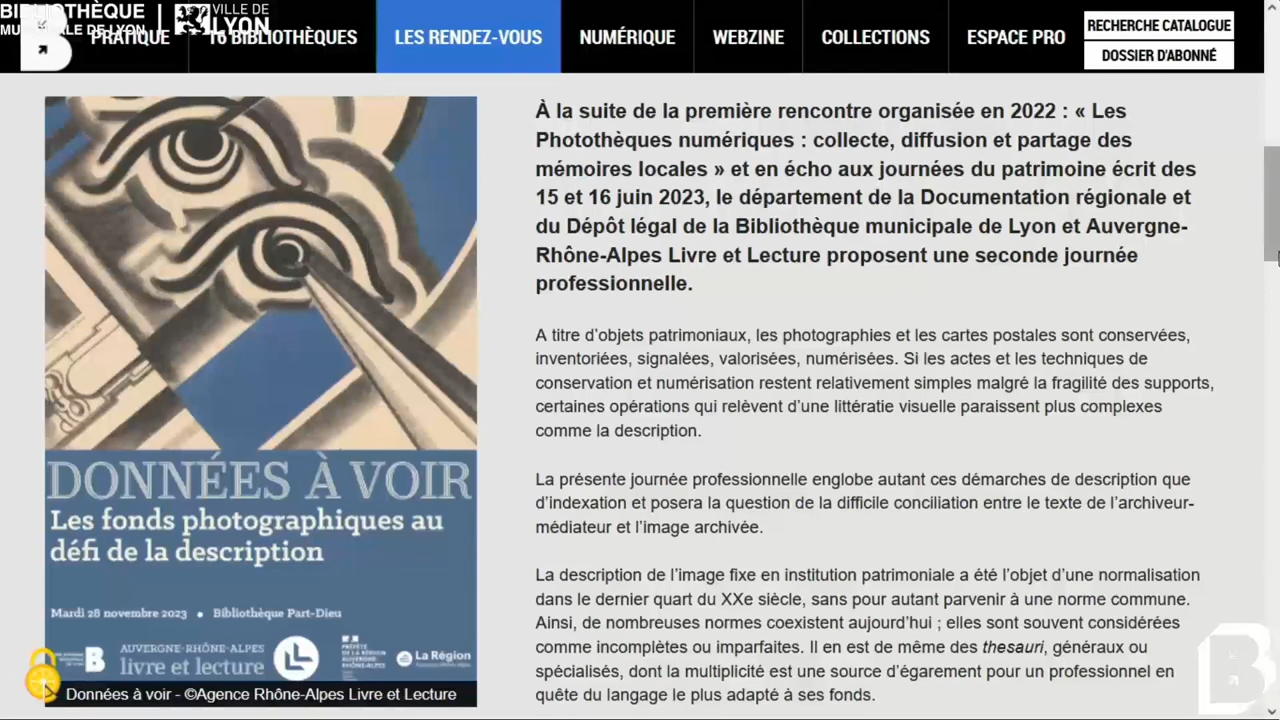 BIBLIOTHÈQUE
MUNICIPALE DE LYON
VILLE DE
LYON
PRATIQUE
16 BIBLIOTHÈQUES
LES RENDEZ-VOUS
NUMÉRIQUE
WEBZINE
COLLECTIONS
ESPACE PRO
RECHERCHE CATALOGUE
DOSSIER D'ABONNÉ
DONNÉES À VOIR
Les fonds photographiques au
défi de la description
Mardi 28 novembre 2023 • Bibliothèque Part-Dieu
AUVERGNE-RHÔNE-ALPES
livre et lecture
La Région
Données à voir - ©Agence Rhône-Alpes Livre et Lecture
À la suite de la première rencontre organisée en 2022 : « Les
Photothèques numériques : collecte, diffusion et partage des
mémoires locales » et en écho aux journées du patrimoine écrit des
15 et 16 juin 2023, le département de la Documentation régionale et
du Dépôt légal de la Bibliothèque municipale de Lyon et Auvergne-
Rhône-Alpes Livre et Lecture proposent une seconde journée
professionnelle.
A titre d'objets patrimoniaux, les photographies et les cartes postales sont conservées,
inventoriées, signalées, valorisées, numérisées. Si les actes et les techniques de
conservation et numérisation restent relativement simples malgré la fragilité des supports,
certaines opérations qui relèvent d'une littératie visuelle paraissent plus complexes
comme la description.
La présente journée professionnelle englobe autant ces démarches de description que
d'indexation et posera la question de la difficile conciliation entre le texte de l'archiveur-
médiateur et l'image archivée.
La description de l'image fixe en institution patrimoniale a été l'objet d'une normalisation
dans le dernier quart du XXe siècle, sans pour autant parvenir à une norme commune.
Ainsi, de nombreuses normes coexistent aujourd'hui ; elles sont souvent considérées
comme incomplètes ou imparfaites. Il en est de même des thesauri, généraux ou
spécialisés, dont la multiplicité est une source d'égarement pour un professionnel en
quête du langage le plus adapté à ses fonds.